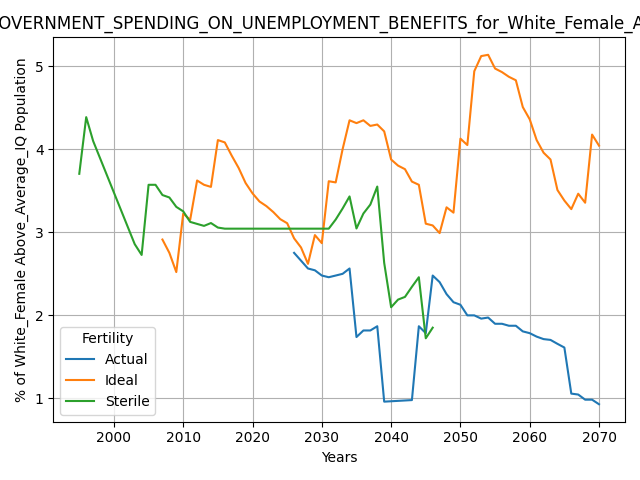 OVERNMENT_SPENDING_ON_UNEMPLOYMENT_BENEFITS_for_White_Female_A
% of White_Female Above_Average_IQ Population
5
4
3
2
1
Fertility
Actual
Ideal
Sterile
2000 2010 2020 2030 2040 2050 2060 2070
Years